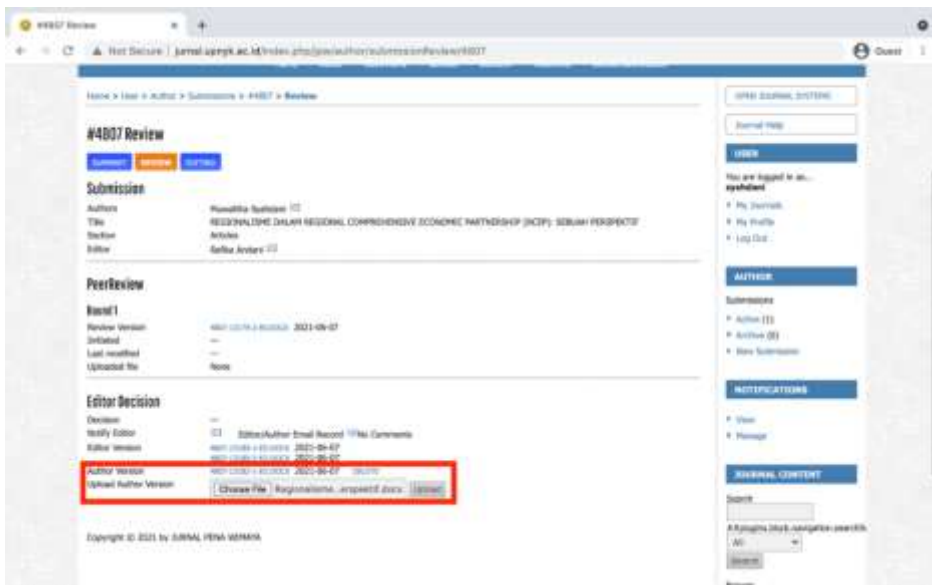 #4807 Review
Not Secure | jurnal.upnyk.ac.id/index.php/jpw/author/submissionReview/4807
Guest
Home > User > Author > Submissions > #4807 > Review
#4807 Review
SUMMARY REVIEW EDITING
Submission
Authors
Title REGIONALISME DALAM REGIONAL COMPREHENSIVE ECONOMIC PARTNERSHIP (RCEP): SEBUAH PERSPEKTIF
Section Articles
Editor
PeerReview
Round 1
Review Version 2021-06-07
Initiated —
Last modified —
Uploaded file None
Editor Decision
Decision —
Notify Editor Editor/Author Email Record No Comments
Editor Version 2021-06-07
2021-06-07
Author Version 2021-06-07 DELETE
Upload Author Version Choose File Regionalisme...erspektif.docx Upload
Copyright © 2021 by JURNAL PENA WIMAYA
OPEN JOURNAL SYSTEMS
Journal Help
USER
You are logged in as...
syahdani
My Journals
My Profile
Log Out
AUTHOR
Submissions
Active (1)
Archive (0)
New Submission
NOTIFICATIONS
View
Manage
JOURNAL CONTENT
Search
All
Search
Browse